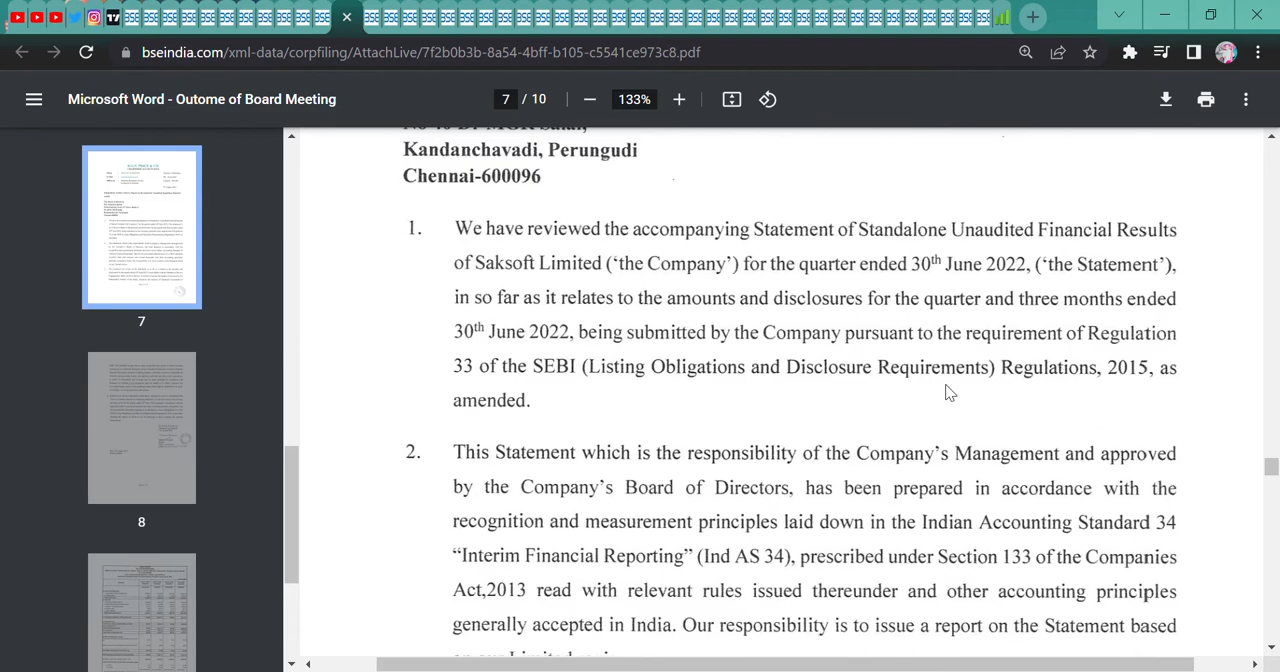 bseindia.com/xml-data/corpfiling/AttachLive/7f2b0b3b-8a54-4bff-b105-c5541ce973c8.pdf
Microsoft Word - Outome of Board Meeting
7 / 10
133%
Kandanchavadi, Perungudi
Chennai-600096
1. We have reviewed the accompanying Statement of Standalone Unaudited Financial Results
of Saksoft Limited (‘the Company’) for the quarter ended 30th June 2022, (‘the Statement’),
in so far as it relates to the amounts and disclosures for the quarter and three months ended
30th June 2022, being submitted by the Company pursuant to the requirement of Regulation
33 of the SEBI (Listing Obligations and Disclosure Requirements) Regulations, 2015, as
amended.
2. This Statement which is the responsibility of the Company’s Management and approved
by the Company’s Board of Directors, has been prepared in accordance with the
recognition and measurement principles laid down in the Indian Accounting Standard 34
“Interim Financial Reporting” (Ind AS 34), prescribed under Section 133 of the Companies
Act,2013 read with relevant rules issued thereunder and other accounting principles
generally accepted in India. Our responsibility is to issue a report on the Statement based
7
8